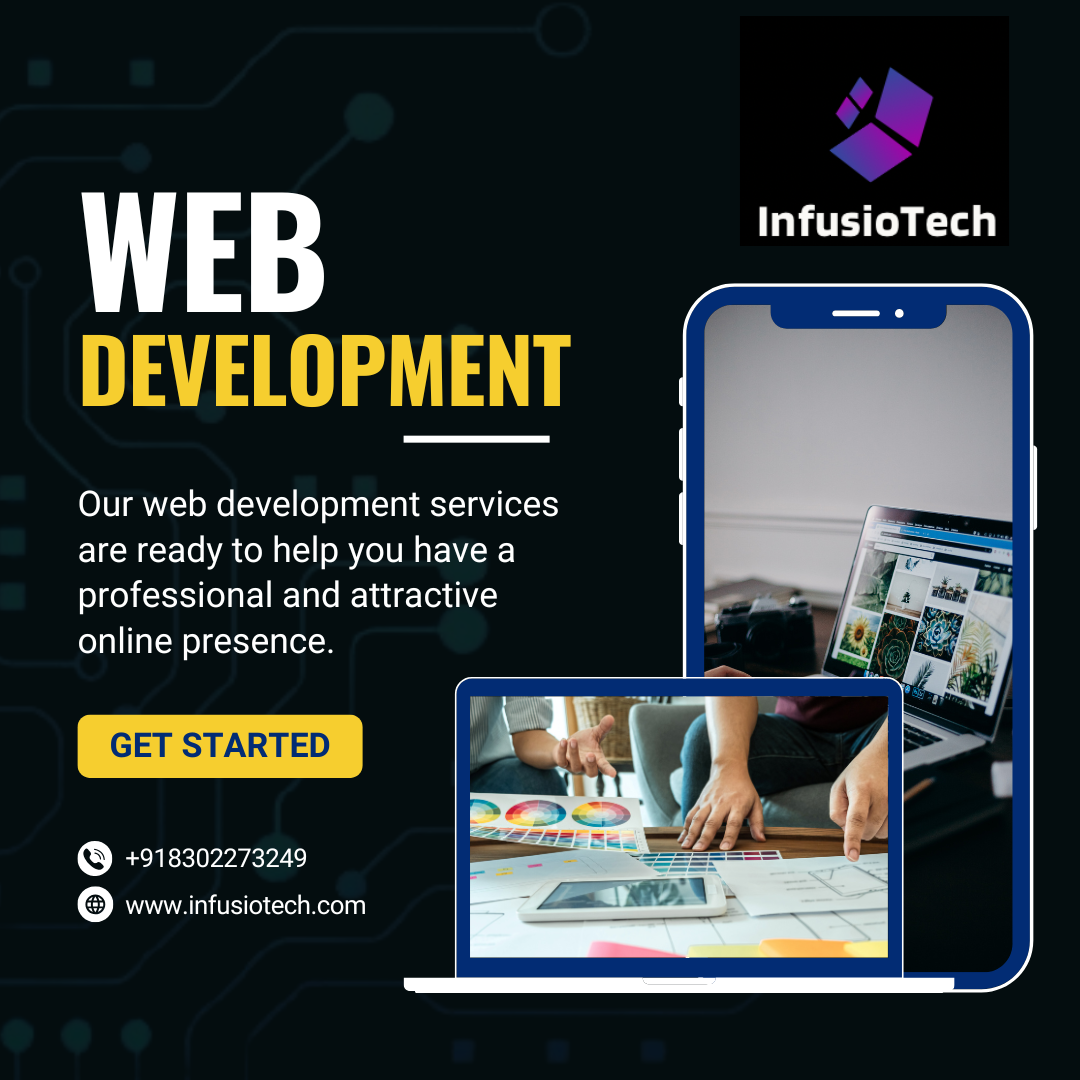 InfusioTech
WEB
DEVELOPMENT
Our web development services
are ready to help you have a
professional and attractive
online presence.
GET STARTED
+918302273249
www.infusiotech.com